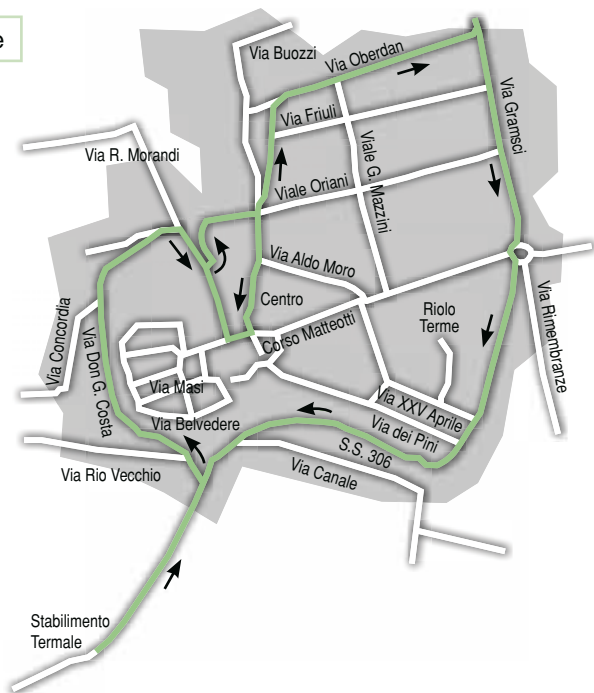 e
Via Buozzi
Via Oberdan
Via Friuli
Via Gramsci
Via R. Morandi
Viale G. Mazzini
Viale Oriani
Via Aldo Moro
Centro
Riolo
Terme
Via Concordia
Via Don G. Costa
Corso Matteotti
Via Rimembranze
Via Masi
Via XXV Aprile
Via Belvedere
Via dei Pini
S.S. 306
Via Rio Vecchio
Via Canale
Stabilimento
Termale